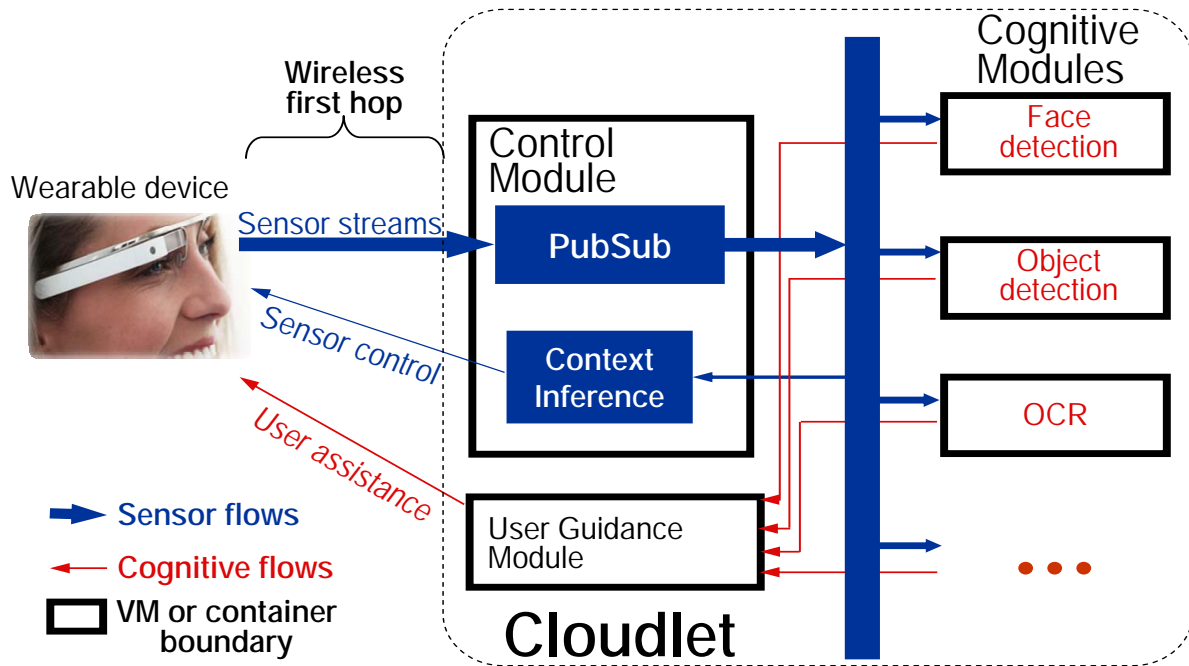 Wireless
first hop
Wearable device
Sensor streams
Sensor control
User assistance
Control
Module
PubSub
Context
Inference
User Guidance
Module
Cloudlet
Cognitive
Modules
Face
detection
Object
detection
OCR
Sensor flows
Cognitive flows
VM or container
boundary